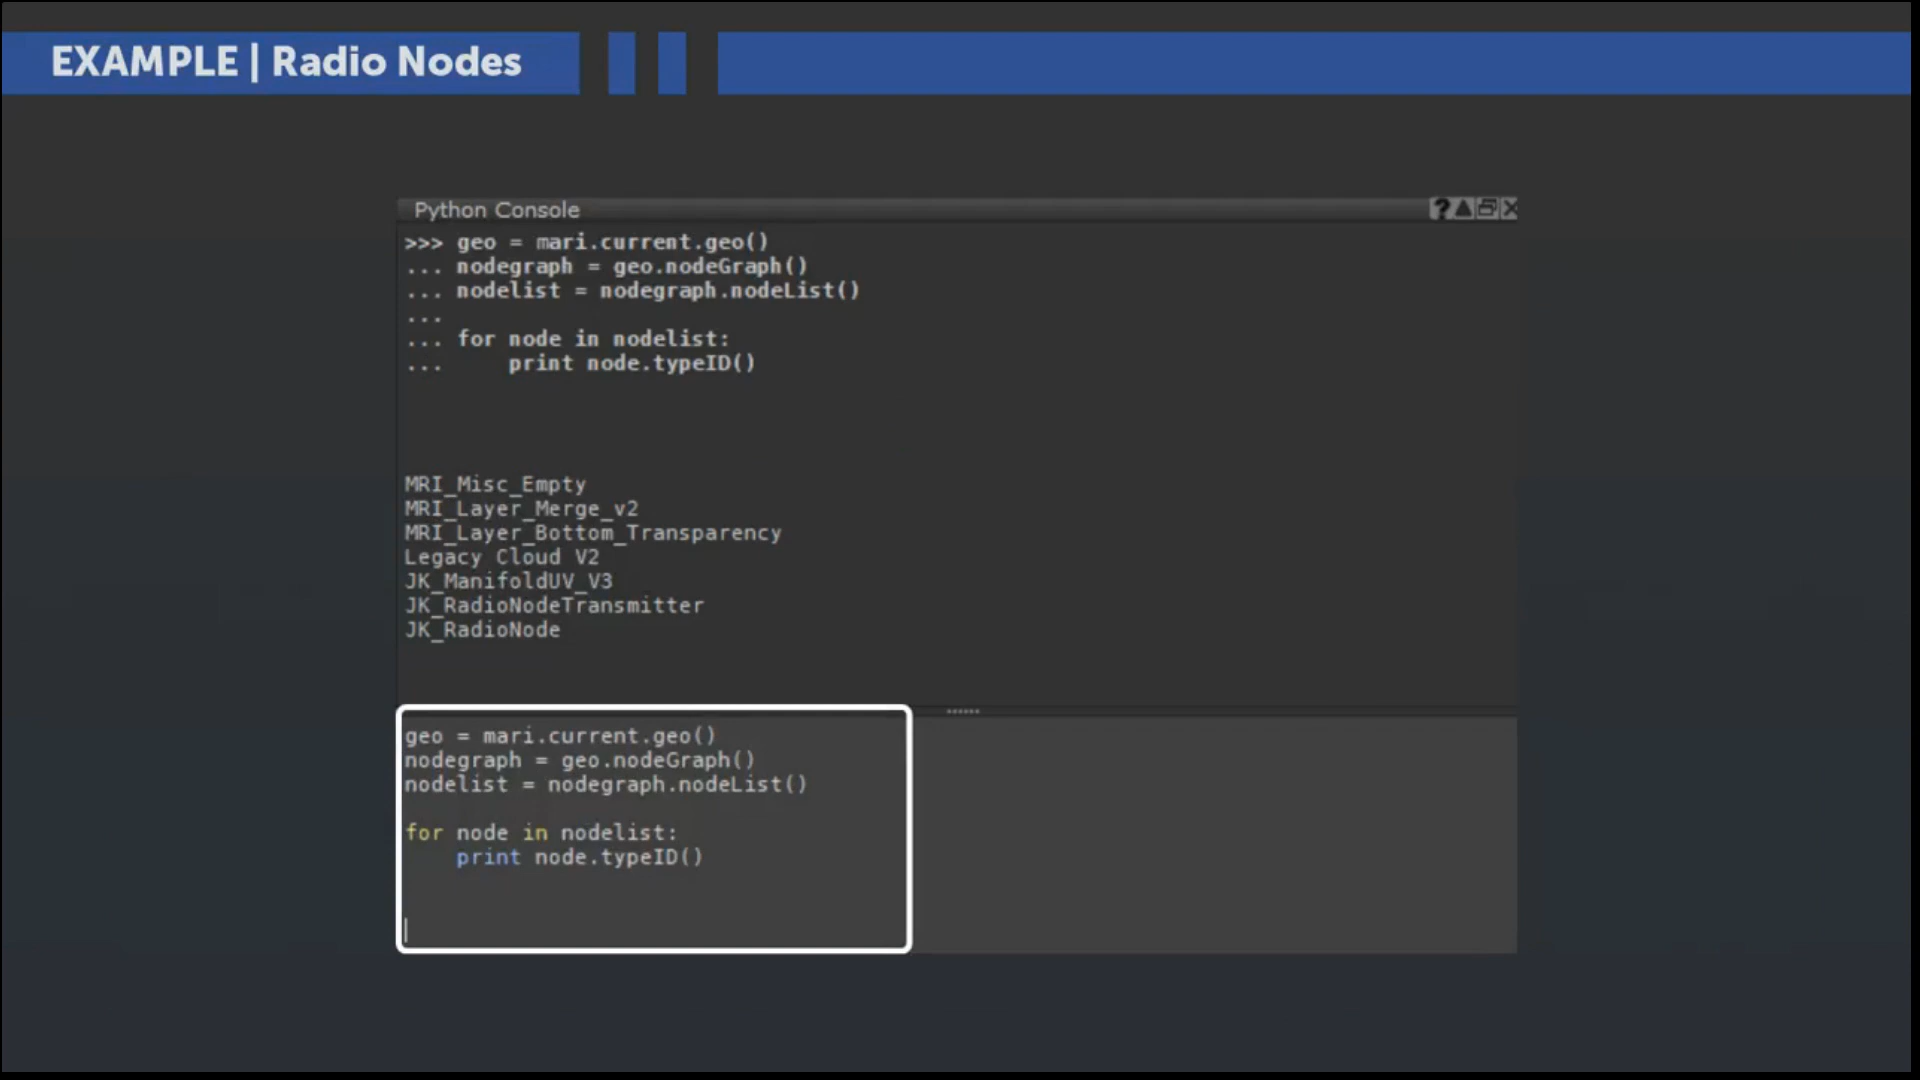 EXAMPLE | Radio Nodes
Python Console
>>> geo = mari.current.geo()
... nodegraph = geo.nodeGraph()
... nodelist = nodegraph.nodeList()
...
... for node in nodelist:
...     print node.typeID()
MRI_Misc_Empty
MRI_Layer_Merge_v2
MRI_Layer_Bottom_Transparency
Legacy Cloud V2
JK_ManifoldUV_V3
JK_RadioNodeTransmitter
JK_RadioNode
geo = mari.current.geo()
nodegraph = geo.nodeGraph()
nodelist = nodegraph.nodeList()
for node in nodelist:
    print node.typeID()